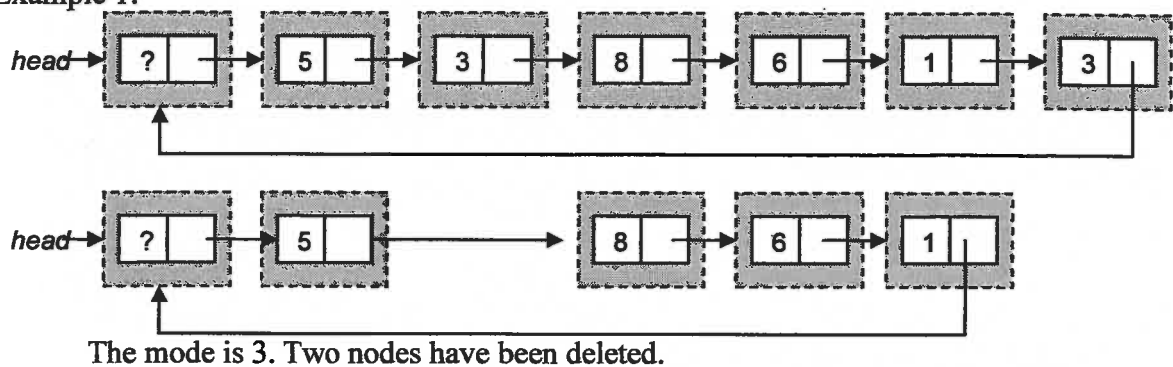 Example 1:
head ? 5 3 8 6 1 3
head ? 5 8 6 1
The mode is 3. Two nodes have been deleted.